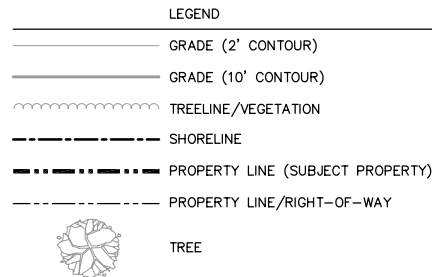 LEGEND
GRADE (2' CONTOUR)
GRADE (10' CONTOUR)
TREELINE/VEGETATION
SHORELINE
PROPERTY LINE (SUBJECT PROPERTY)
PROPERTY LINE/RIGHT-OF-WAY
TREE